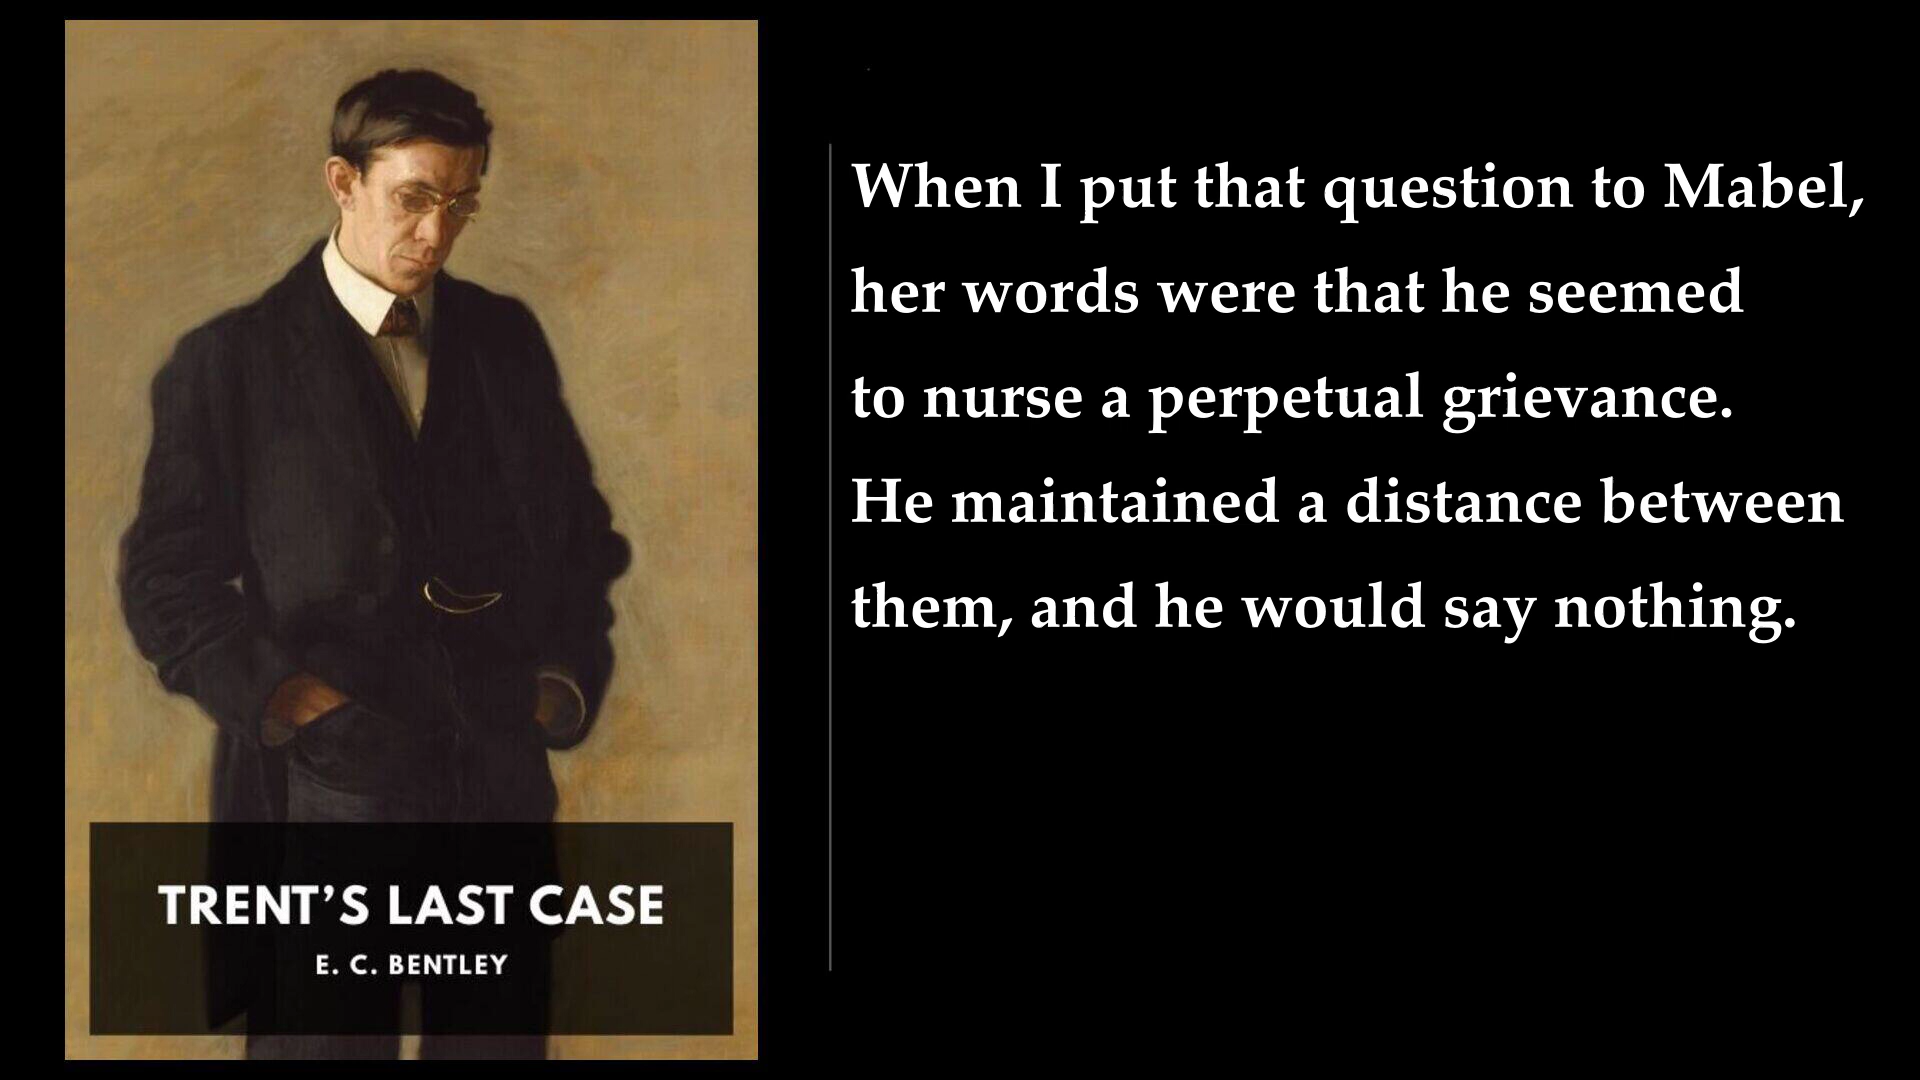 TRENT’S LAST CASE
E. C. BENTLEY
When I put that question to Mabel,
her words were that he seemed
to nurse a perpetual grievance.
He maintained a distance between
them, and he would say nothing.